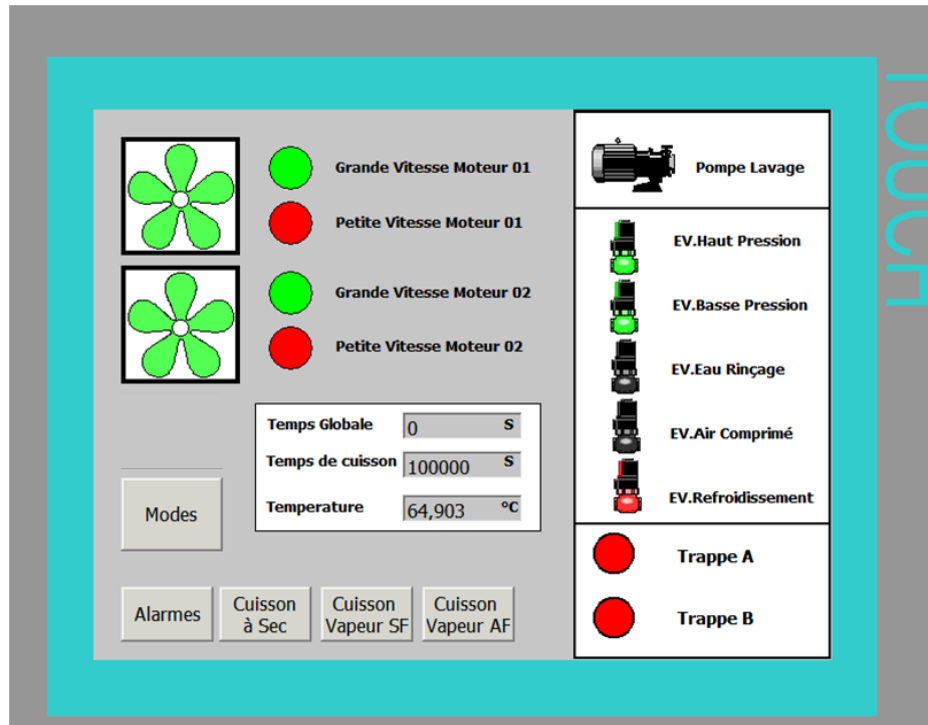 TOUCH
Grande Vitesse Moteur 01
Petite Vitesse Moteur 01
Grande Vitesse Moteur 02
Petite Vitesse Moteur 02
Temps Globale 0 S
Temps de cuisson 100000 S
Temperature 64,903 °C
Modes
Alarmes
Cuisson
à Sec
Cuisson
Vapeur SF
Cuisson
Vapeur AF
Pompe Lavage
EV.Haut Pression
EV.Basse Pression
EV.Eau Rinçage
EV.Air Comprimé
EV.Refroidissement
Trappe A
Trappe B